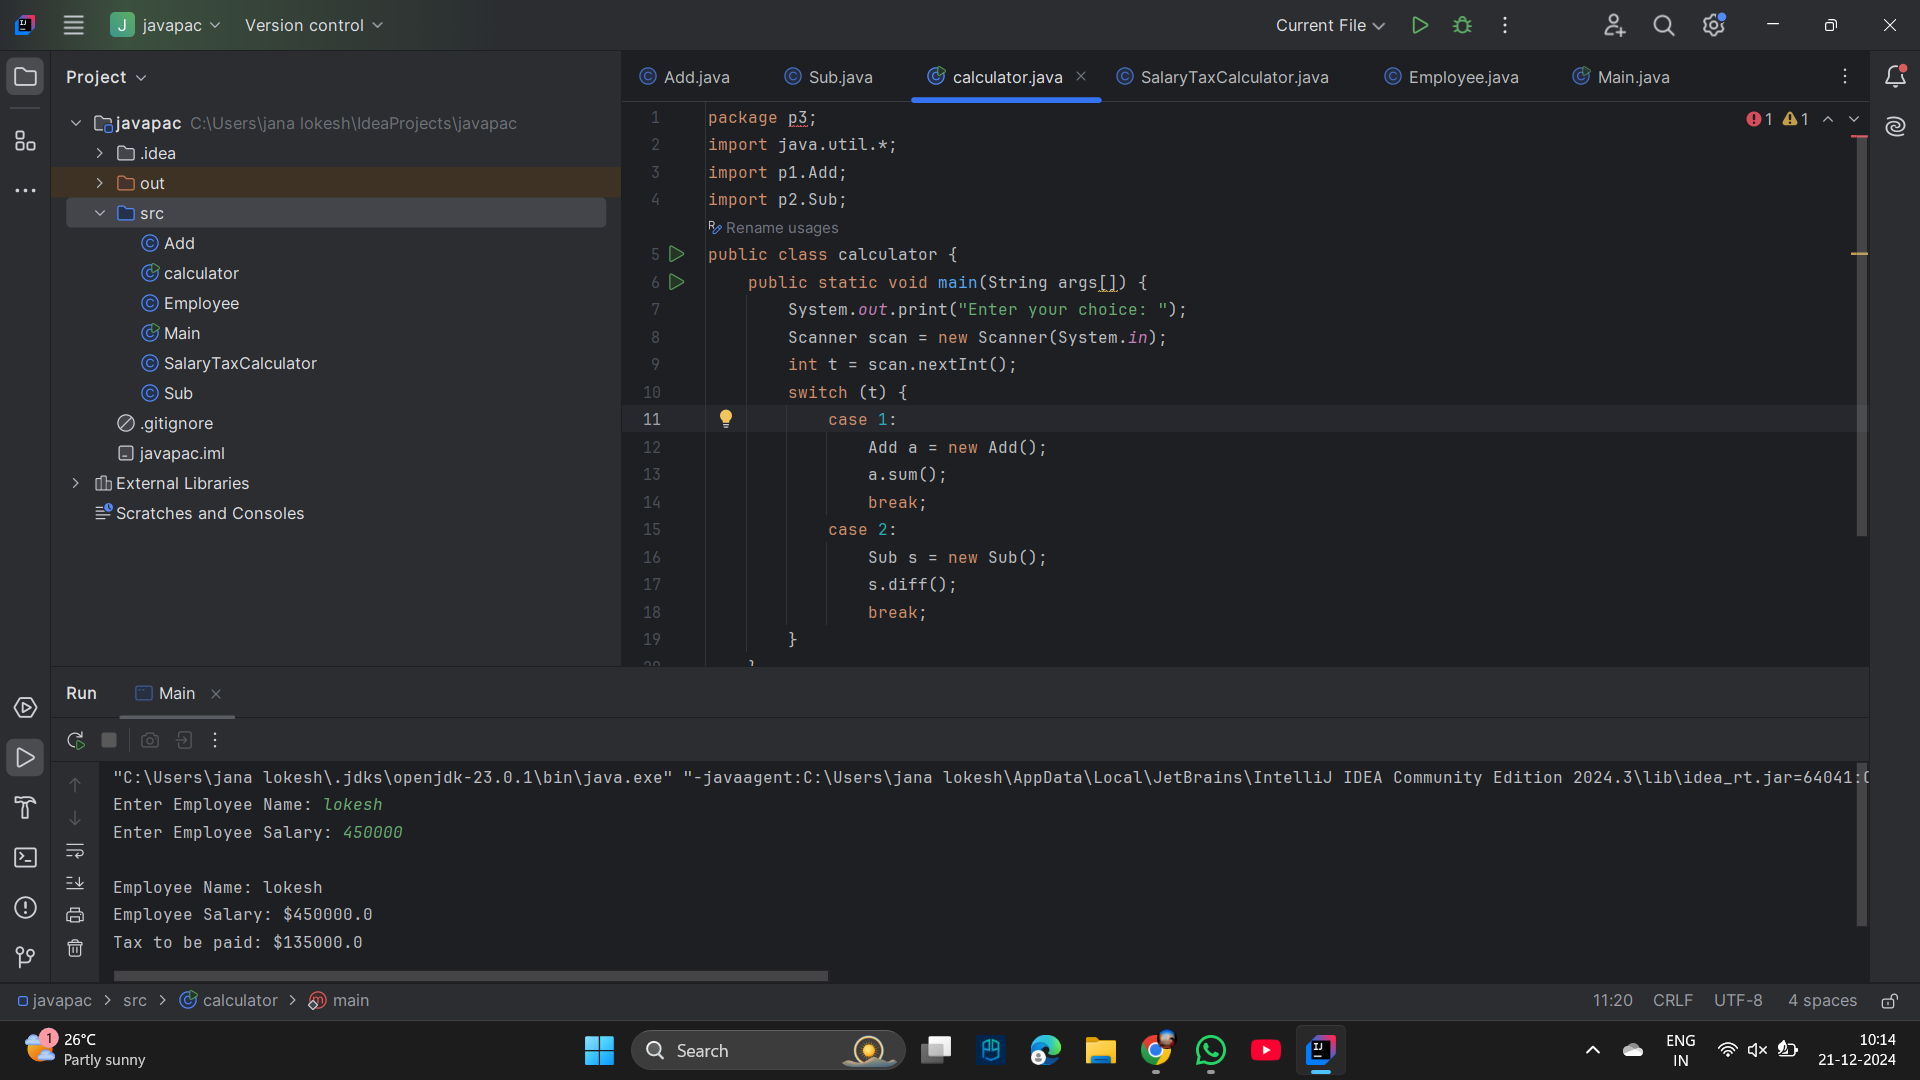 J javapac Version control Current File
Project
javapac C:\Users\jana lokesh\IdeaProjects\javapac
.idea
out
src
Add
calculator
Employee
Main
SalaryTaxCalculator
Sub
.gitignore
javapac.iml
External Libraries
Scratches and Consoles
Add.java Sub.java calculator.java SalaryTaxCalculator.java Employee.java Main.java
1 package p3; 1 1
2 import java.util.*;
3 import p1.Add;
4 import p2.Sub;
Rename usages
5 public class calculator {
6 public static void main(String args[]) {
7 System.out.print("Enter your choice: ");
8 Scanner scan = new Scanner(System.in);
9 int t = scan.nextInt();
10 switch (t) {
11 case 1:
12 Add a = new Add();
13 a.sum();
14 break;
15 case 2:
16 Sub s = new Sub();
17 s.diff();
18 break;
19 }
Run Main
"C:\Users\jana lokesh\.jdks\openjdk-23.0.1\bin\java.exe" "-javaagent:C:\Users\jana lokesh\AppData\Local\JetBrains\IntelliJ IDEA Community Edition 2024.3\lib\idea_rt.jar=64041:C
Enter Employee Name: lokesh
Enter Employee Salary: 450000
Employee Name: lokesh
Employee Salary: $450000.0
Tax to be paid: $135000.0
javapac src calculator main 11:20 CRLF UTF-8 4 spaces
1 26°C
Partly sunny
Search
ENG
IN
10:14
21-12-2024